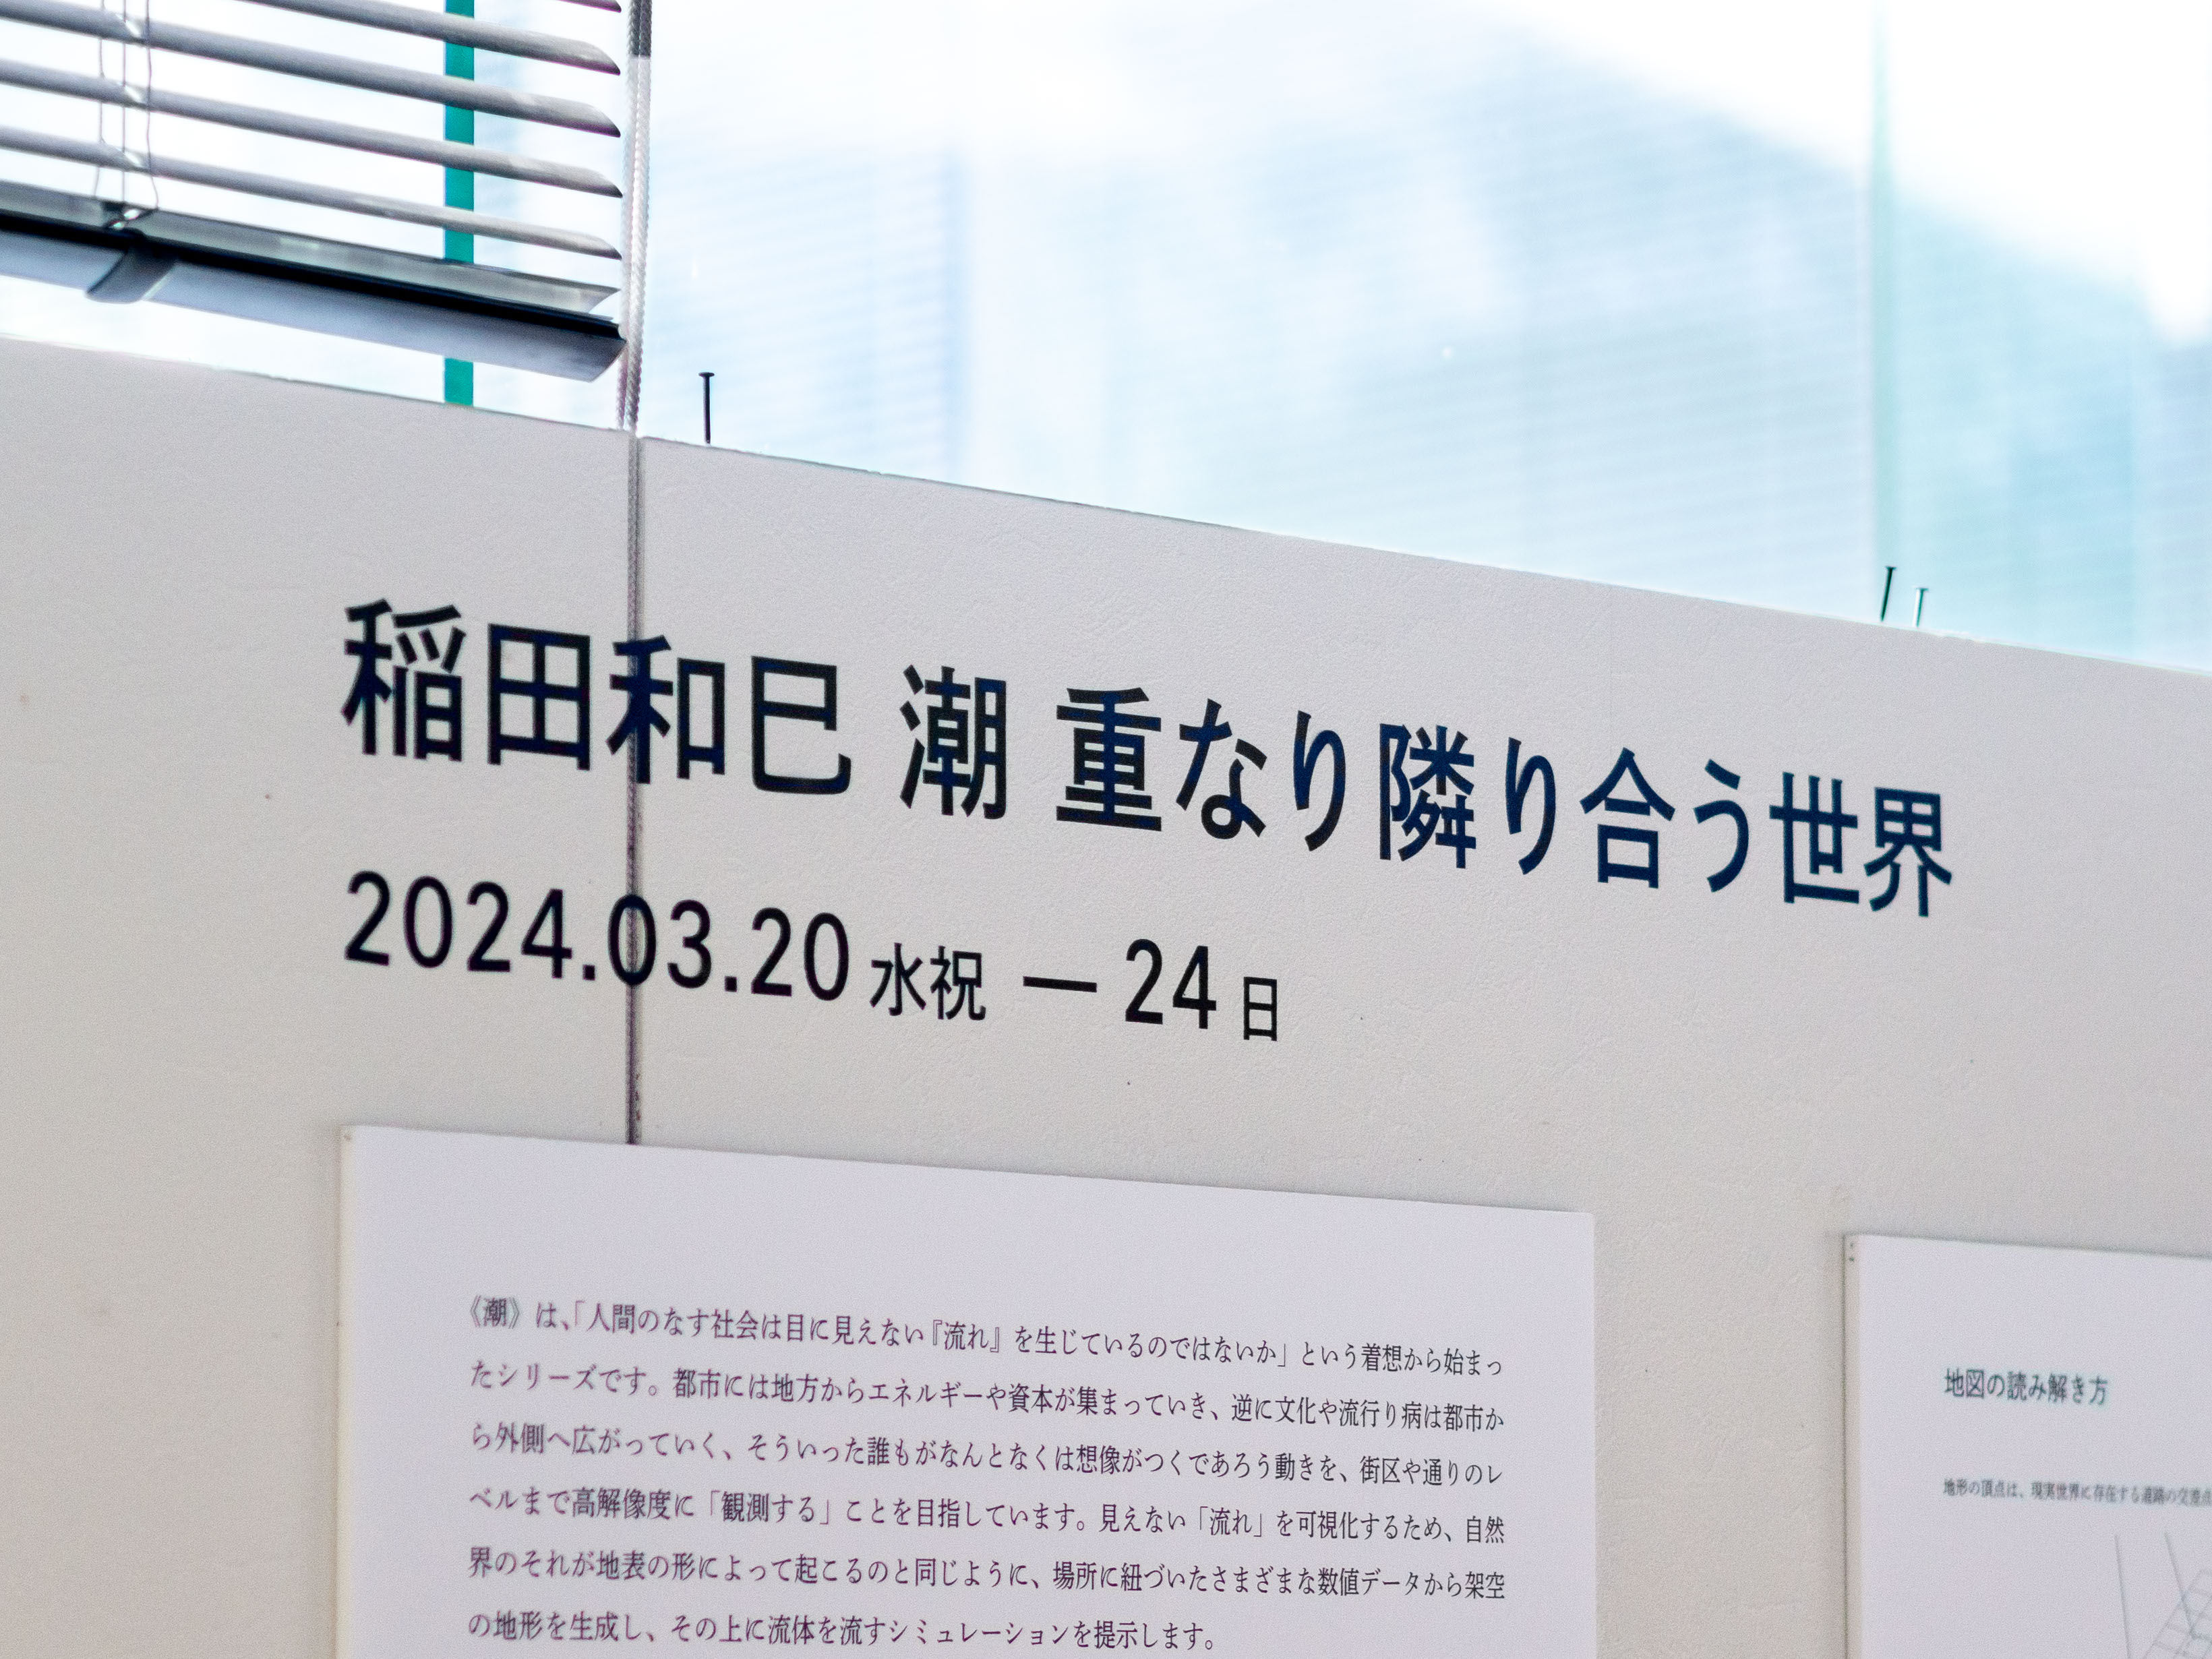 稲田和巳 潮 重なり隣り合う世界
2024.03.20 水祝 — 24 日
《潮》は、「人間のなす社会は目に見えない『流れ』を生じているのではないか」という着想から始まっ
たシリーズです。都市には地方からエネルギーや資本が集まっていき、逆に文化や流行り病は都市か
ら外側へ広がっていく、そういった誰もがなんとなくは想像がつくであろう動きを、街区や通りのレ
ベルまで高解像度に「観測する」ことを目指しています。見えない「流れ」を可視化するため、自然
界のそれが地表の形によって起こるのと同じように、場所に紐づいたさまざまな数値データから架空
の地形を生成し、その上に流体を流すシミュレーションを提示します。
地図の読み解き方
地形の頂点は、現実世界に存在する道路の交差点